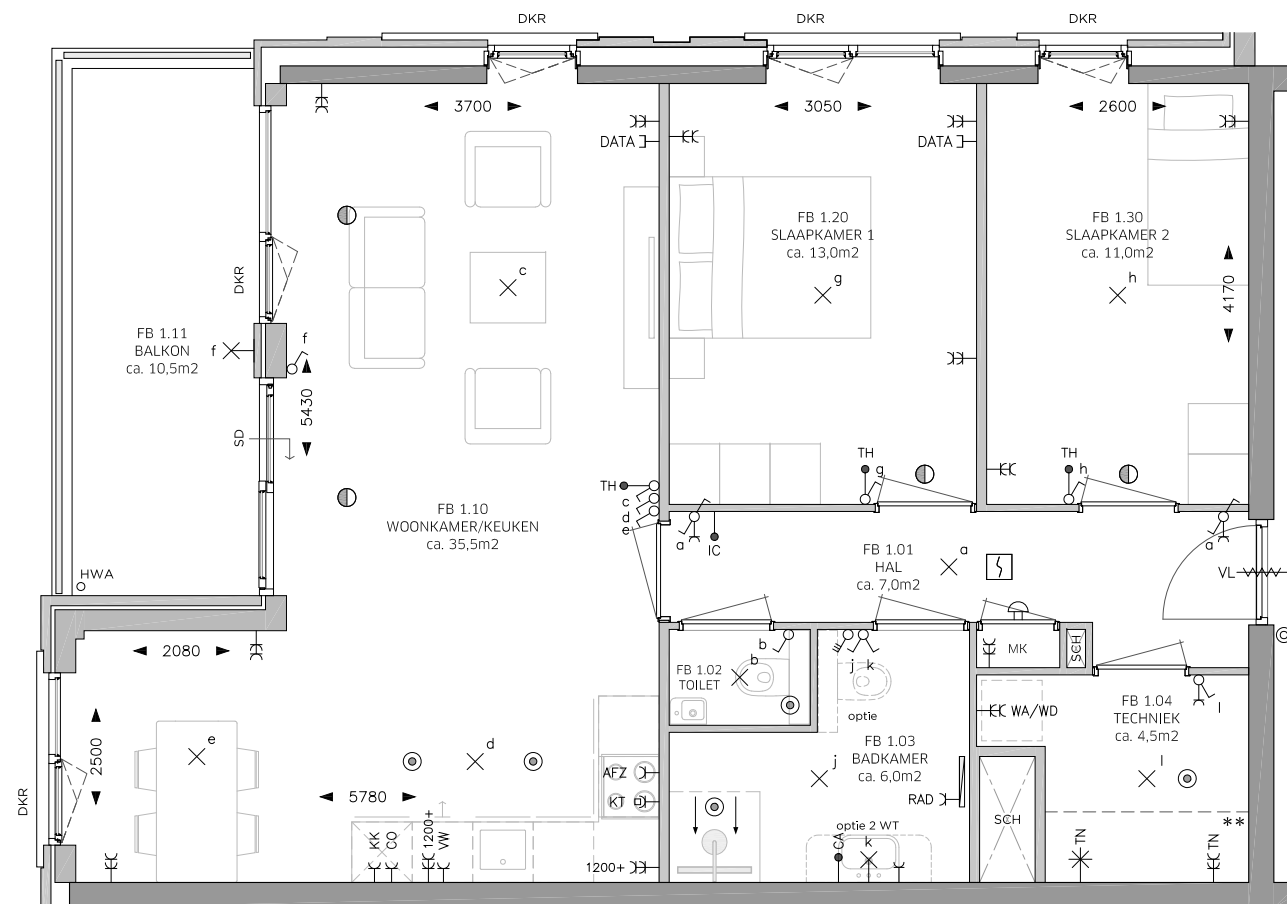 DKR
DKR
DKR
3700
3050
2600
DATA
DATA
FB 1.20
SLAAPKAMER 1
ca. 13,0m2
g
FB 1.30
SLAAPKAMER 2
ca. 11,0m2
h
4170
c
DKR
FB 1.11
BALKON
ca. 10,5m2
f
f
5430
SD
TH
g
TH
h
TH
c
d
e
FB 1.10
WOONKAMER/KEUKEN
ca. 35,5m2
a
IC
FB 1.01
HAL
ca. 7,0m2
a
a
VL
HWA
2080
b
FB 1.02
TOILET
b
j
k
MK
SCH
optie
WA/WD
FB 1.04
TECHNIEK
ca. 4,5m2
l
l
2500
e
d
FB 1.03
BADKAMER
ca. 6,0m2
j
RAD
AFZ
KT
5780
DKR
KK
CO
1200+
VW
1200+
optie 2 WT
CA
k
SCH
TN
TN
**